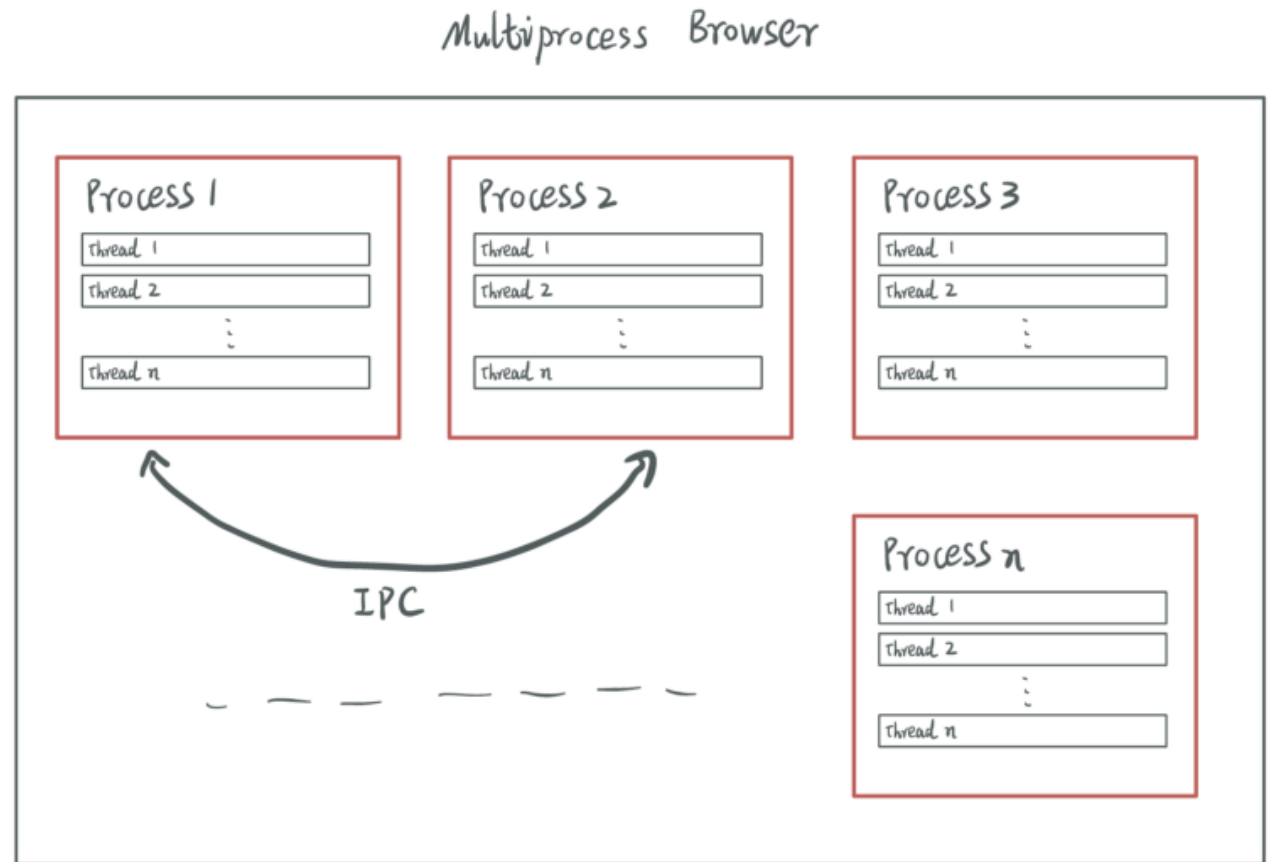 Multiprocess Browser
Process 1
Thread 1
Thread 2
Thread n
Process 2
Thread 1
Thread 2
Thread n
Process 3
Thread 1
Thread 2
Thread n
IPC
Process n
Thread 1
Thread 2
Thread n